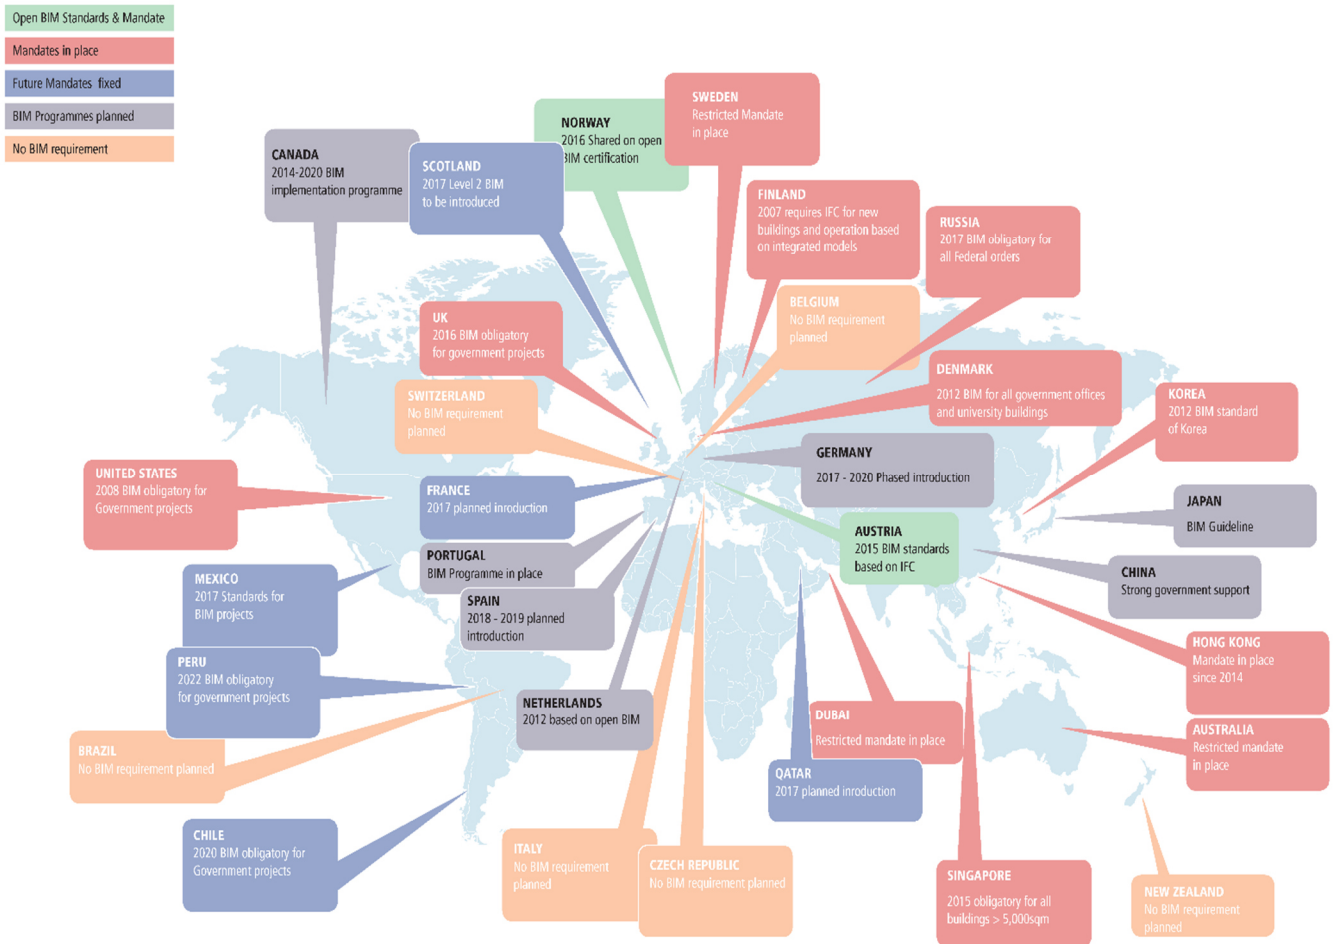 Open BIM Standards & Mandate
Mandates in place
Future Mandates fixed
BIM Programmes planned
No BIM requirement
SWEDEN
Restricted Mandate
in place
NORWAY
2016 Shared on open
BIM certification
CANADA
2014-2020 BIM
implementation programme
SCOTLAND
2017 Level 2 BIM
to be introduced
FINLAND
2007 requires IFC for new
buildings and operation based
on integrated models
RUSSIA
2017 BIM obligatory for
all Federal orders
BELGIUM
No BIM requirement
planned
UK
2016 BIM obligatory
for government projects
DENMARK
2012 BIM for all government offices
and university buildings
SWITZERLAND
No BIM requirement
planned
KOREA
2012 BIM standard
of Korea
GERMANY
2017 - 2020 Phased introduction
UNITED STATES
2008 BIM obligatory for
Government projects
FRANCE
2017 planned inroduction
JAPAN
BIM Guideline
AUSTRIA
2015 BIM standards
based on IFC
PORTUGAL
BIM Programme in place
CHINA
Strong government support
MEXICO
2017 Standards for
BIM projects
SPAIN
2018 - 2019 planned
introduction
HONG KONG
Mandate in place
since 2014
PERU
2022 BIM obligatory
for government projects
NETHERLANDS
2012 based on open BIM
DUBAI
Restricted mandate in place
AUSTRALIA
Restricted mandate
in place
BRAZIL
No BIM requirement planned
QATAR
2017 planned inroduction
CHILE
2020 BIM obligatory for
Government projects
ITALY
No BIM requirement
planned
CZECH REPUBLIC
No BIM requirement planned
SINGAPORE
2015 obligatory for all
buildings > 5,000sqm
NEW ZEALAND
No BIM requirement
planned